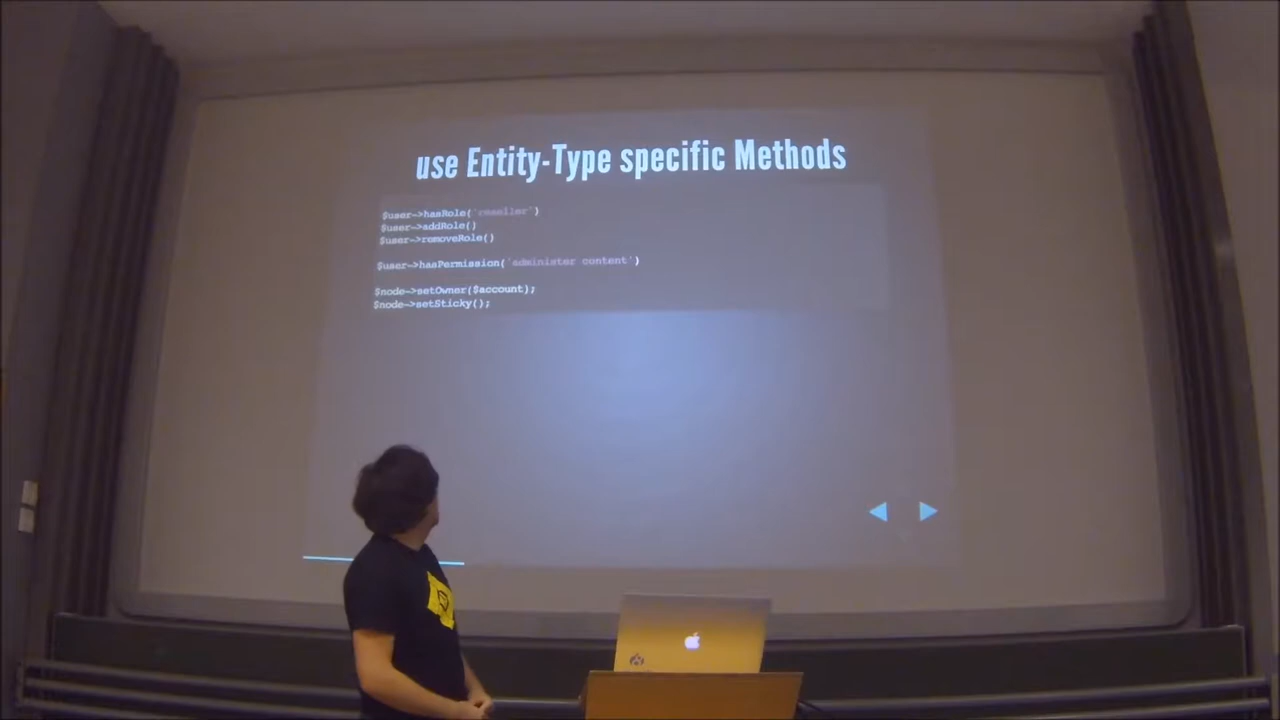 use Entity-Type specific Methods
$user->hasRole('reseller')
$user->addRole()
$user->removeRole()
$user->hasPermission('administer content')
$node->setOwner($account);
$node->setSticky();